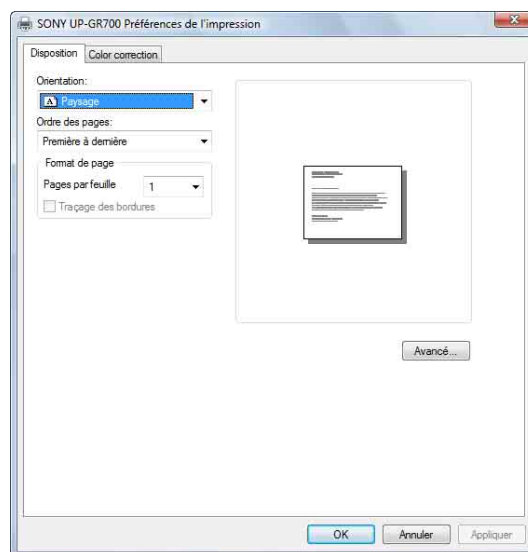 SONY UP-GR700 Préférences de l'impression
Disposition
Color correction
Orientation:
Paysage
Ordre des pages:
Première à dernière
Format de page
Pages par feuille
1
Traçage des bordures
Avancé...
OK
Annuler
Appliquer